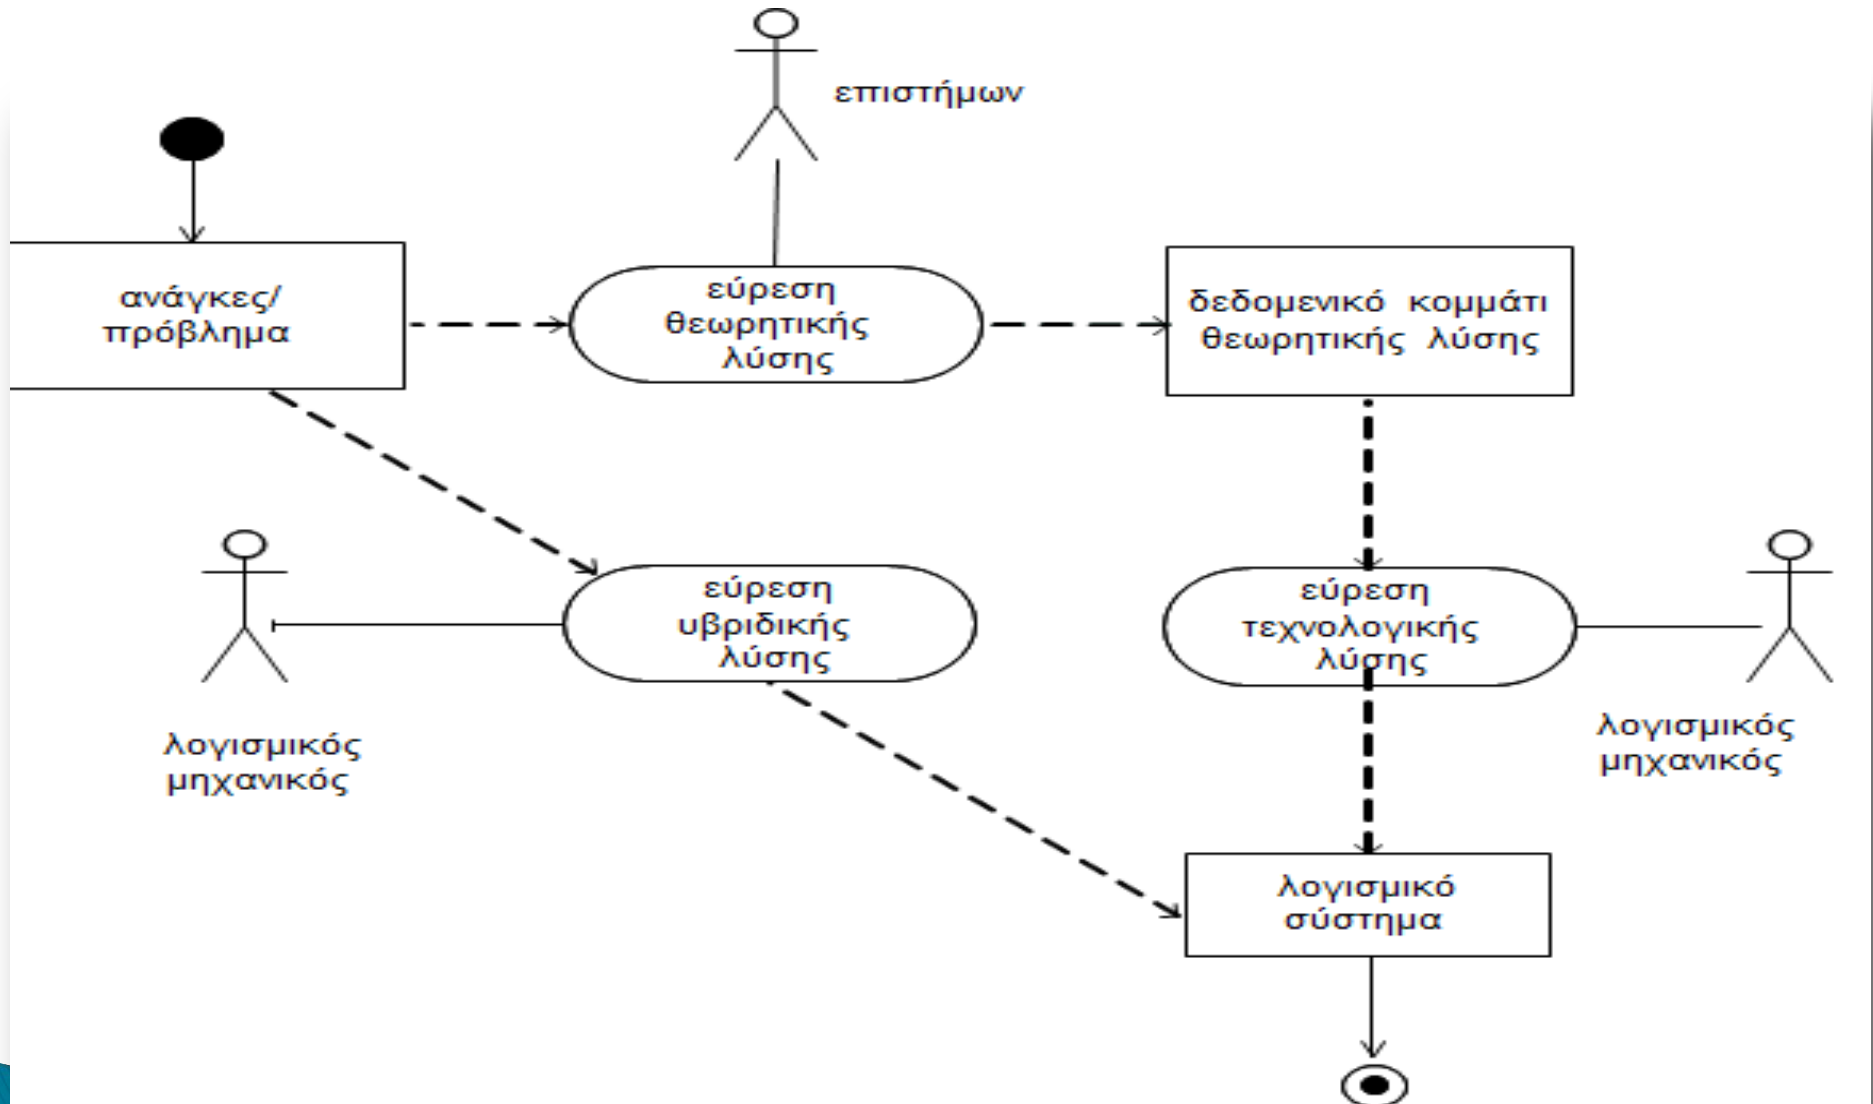 επιστήμων
ανάγκες/
πρόβλημα
εύρεση
θεωρητικής
λύσης
δεδομενικό κομμάτι
θεωρητικής λύσης
εύρεση
υβριδικής
λύσης
εύρεση
τεχνολογικής
λύσης
λογισμικός
μηχανικός
λογισμικός
μηχανικός
λογισμικό
σύστημα